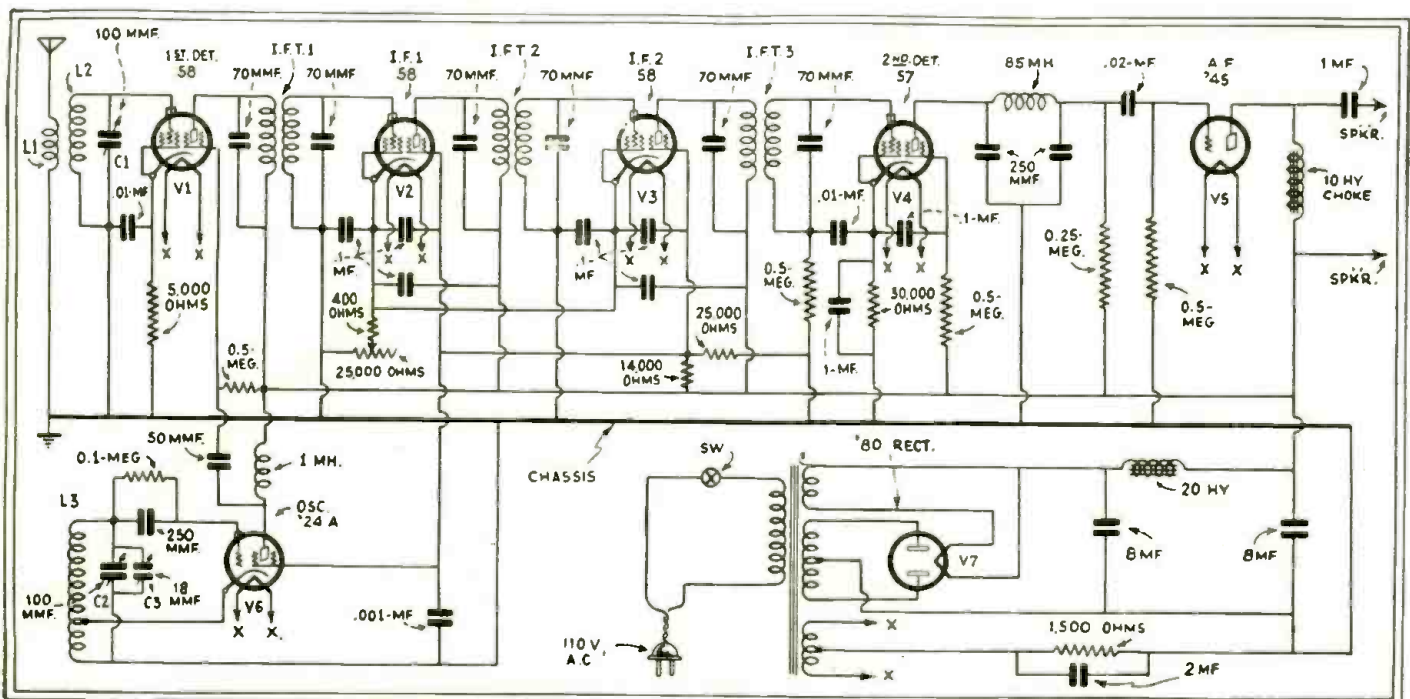 100 MMF.
L2
L1
C1
.01-MF.
1ST. DET.
58
V1
5,000
OHMS
X X
70 MMF.
I.F.T.1
70 MMF.
I.F.1
58
V2
X X
.1-
MF.
400
OHMS
25,000 OHMS
0.5-
MEG.
70 MMF.
I.F.T.2
70 MMF.
I.F.2
58
V3
X X
.1-
MF
25,000
OHMS
14,000
OHMS
70 MMF.
I.F.T.3
70 MMF.
2ND. DET.
57
V4
X X
.01-MF.
.1-MF.
0.5-
MEG.
1-MF.
50,000
OHMS
0.5-
MEG.
85 MH
250
MMF.
.02-MF
0.25-
MEG.
0.5-
MEG
A.F
'45
V5
X X
1 MF
SPKR.
10 HY
CHOKE
SPKR.
50 MMF.
0.1-MEG
1 MH.
L3
250
MMF.
OSC.
'24 A
100
MMF.
C2 C3
18
MMF
V6
X X
.001-MF
CHASSIS
SW
110 V.,
A.C
'80 RECT.
V7
20 HY
8 MF
8 MF
X
1,500 OHMS
X
2 MF